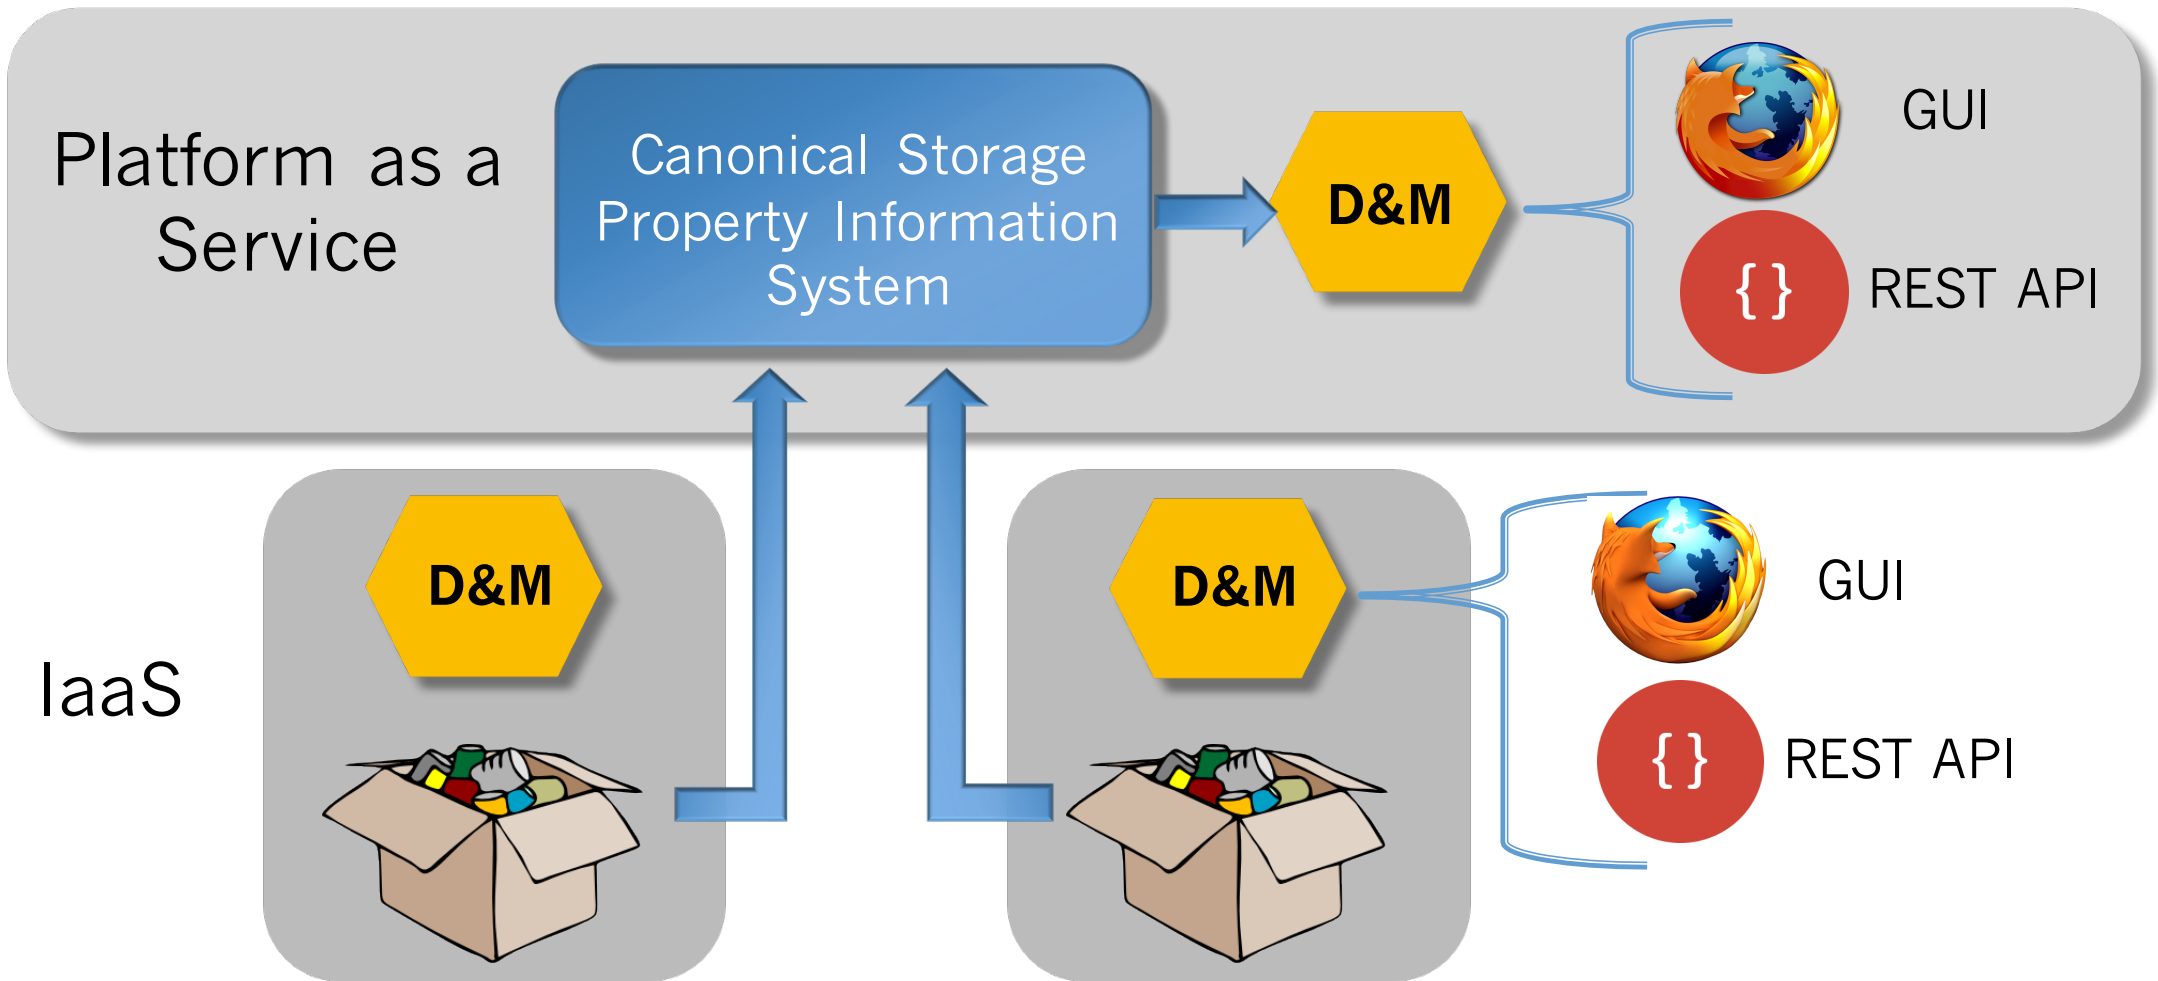 Platform as a
Service
Canonical Storage
Property Information
System
D&M
GUI
{ }
REST API
IaaS
D&M
D&M
GUI
{ }
REST API